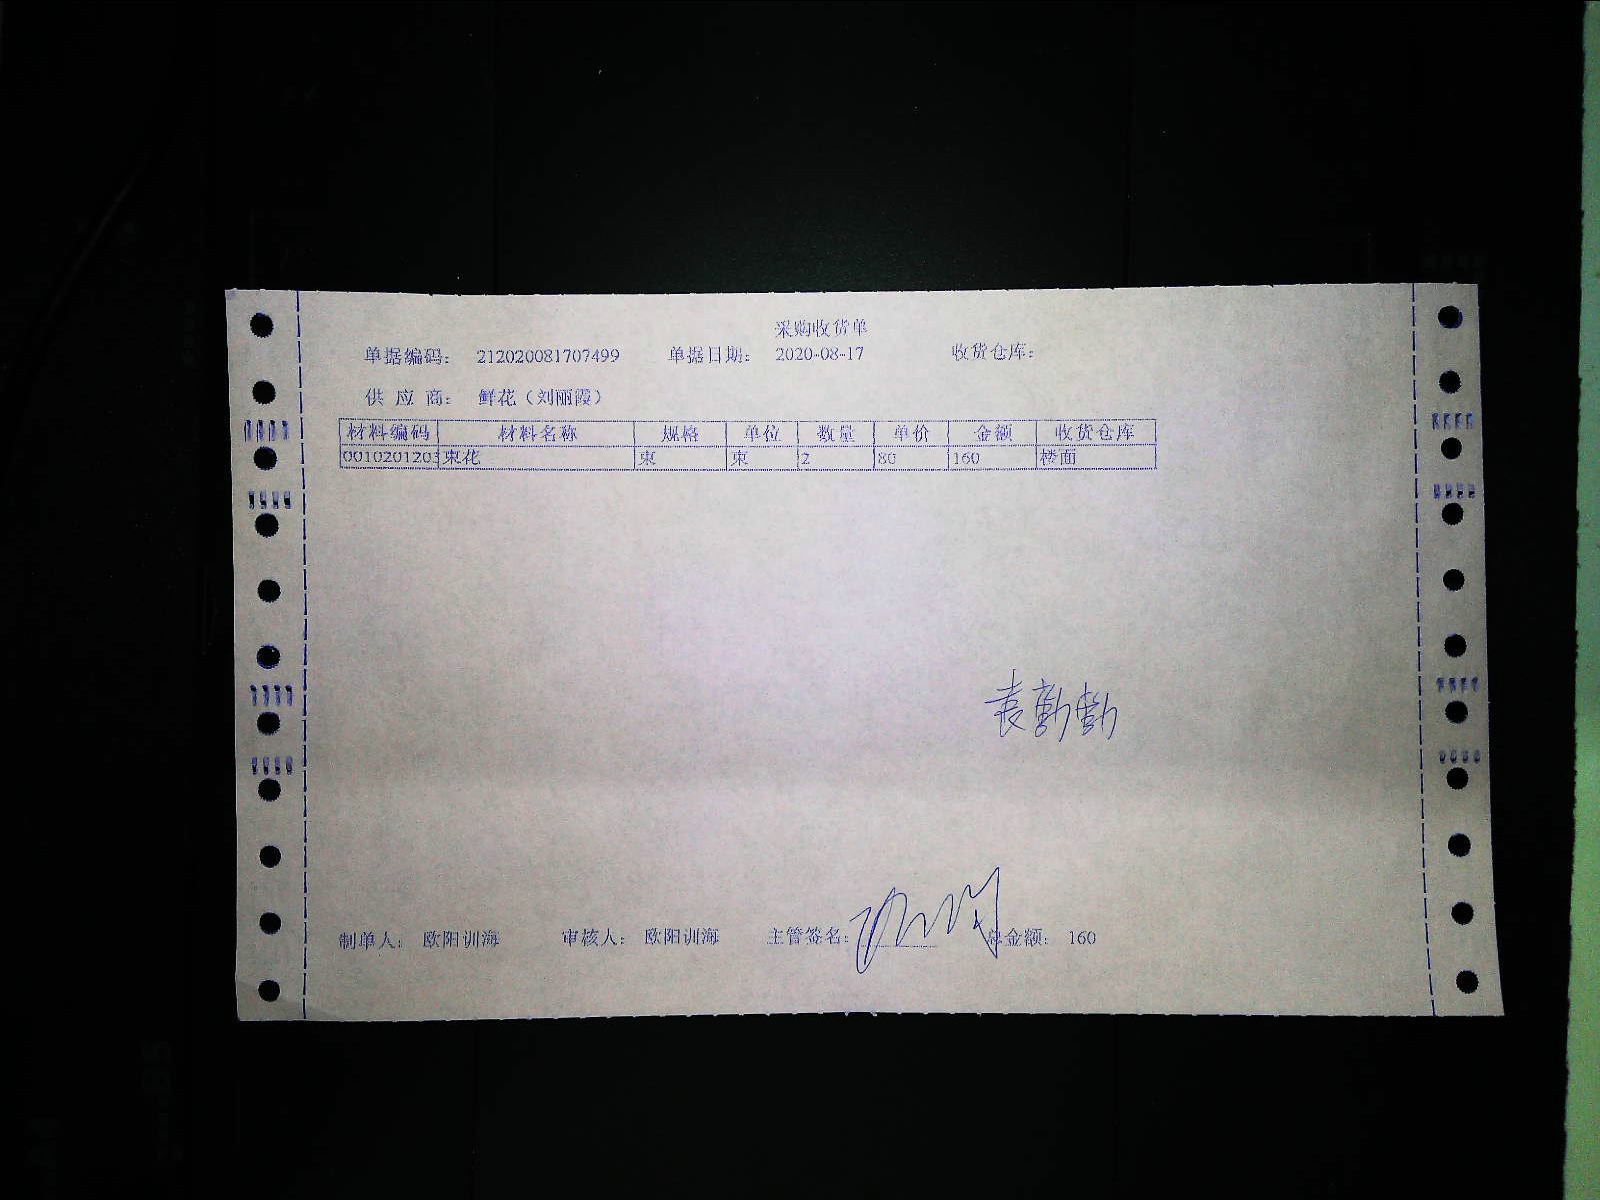 采购收货单
单据编码： 212020081707499 单据日期： 2020-08-17 收货仓库：
供 应 商： 鲜花（刘丽霞）
材料编码 材料名称 规格 单位 数量 单价 金额 收货仓库
0010201203 束花 束 束 2 80 160 楼面
袁勤勤
制单人： 欧阳训海 审核人： 欧阳训海 主管签名： 总金额： 160